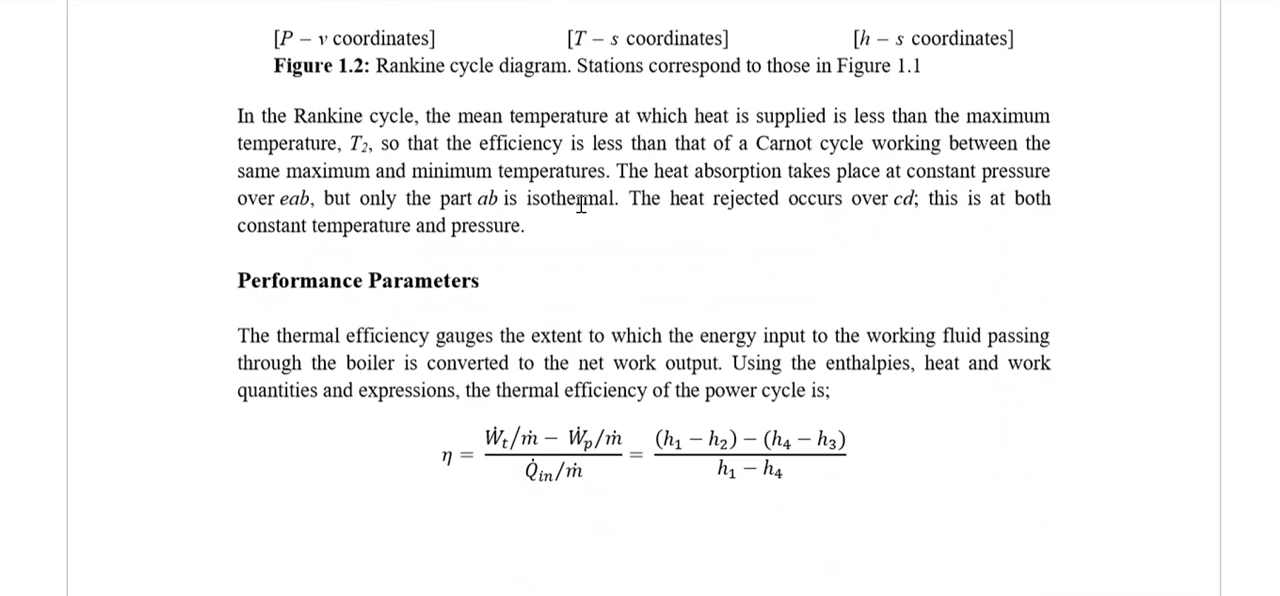 [P – v coordinates] [T – s coordinates] [h – s coordinates]
Figure 1.2: Rankine cycle diagram. Stations correspond to those in Figure 1.1
In the Rankine cycle, the mean temperature at which heat is supplied is less than the maximum
temperature, T₂, so that the efficiency is less than that of a Carnot cycle working between the
same maximum and minimum temperatures. The heat absorption takes place at constant pressure
over eab, but only the part ab is isothermal. The heat rejected occurs over cd; this is at both
constant temperature and pressure.
Performance Parameters
The thermal efficiency gauges the extent to which the energy input to the working fluid passing
through the boiler is converted to the net work output. Using the enthalpies, heat and work
quantities and expressions, the thermal efficiency of the power cycle is;
η = (Ẇₜ/ṁ − Ẇₚ/ṁ) / (Q̇ᵢₙ/ṁ) = ((h₁ − h₂) − (h₄ − h₃)) / (h₁ − h₄)